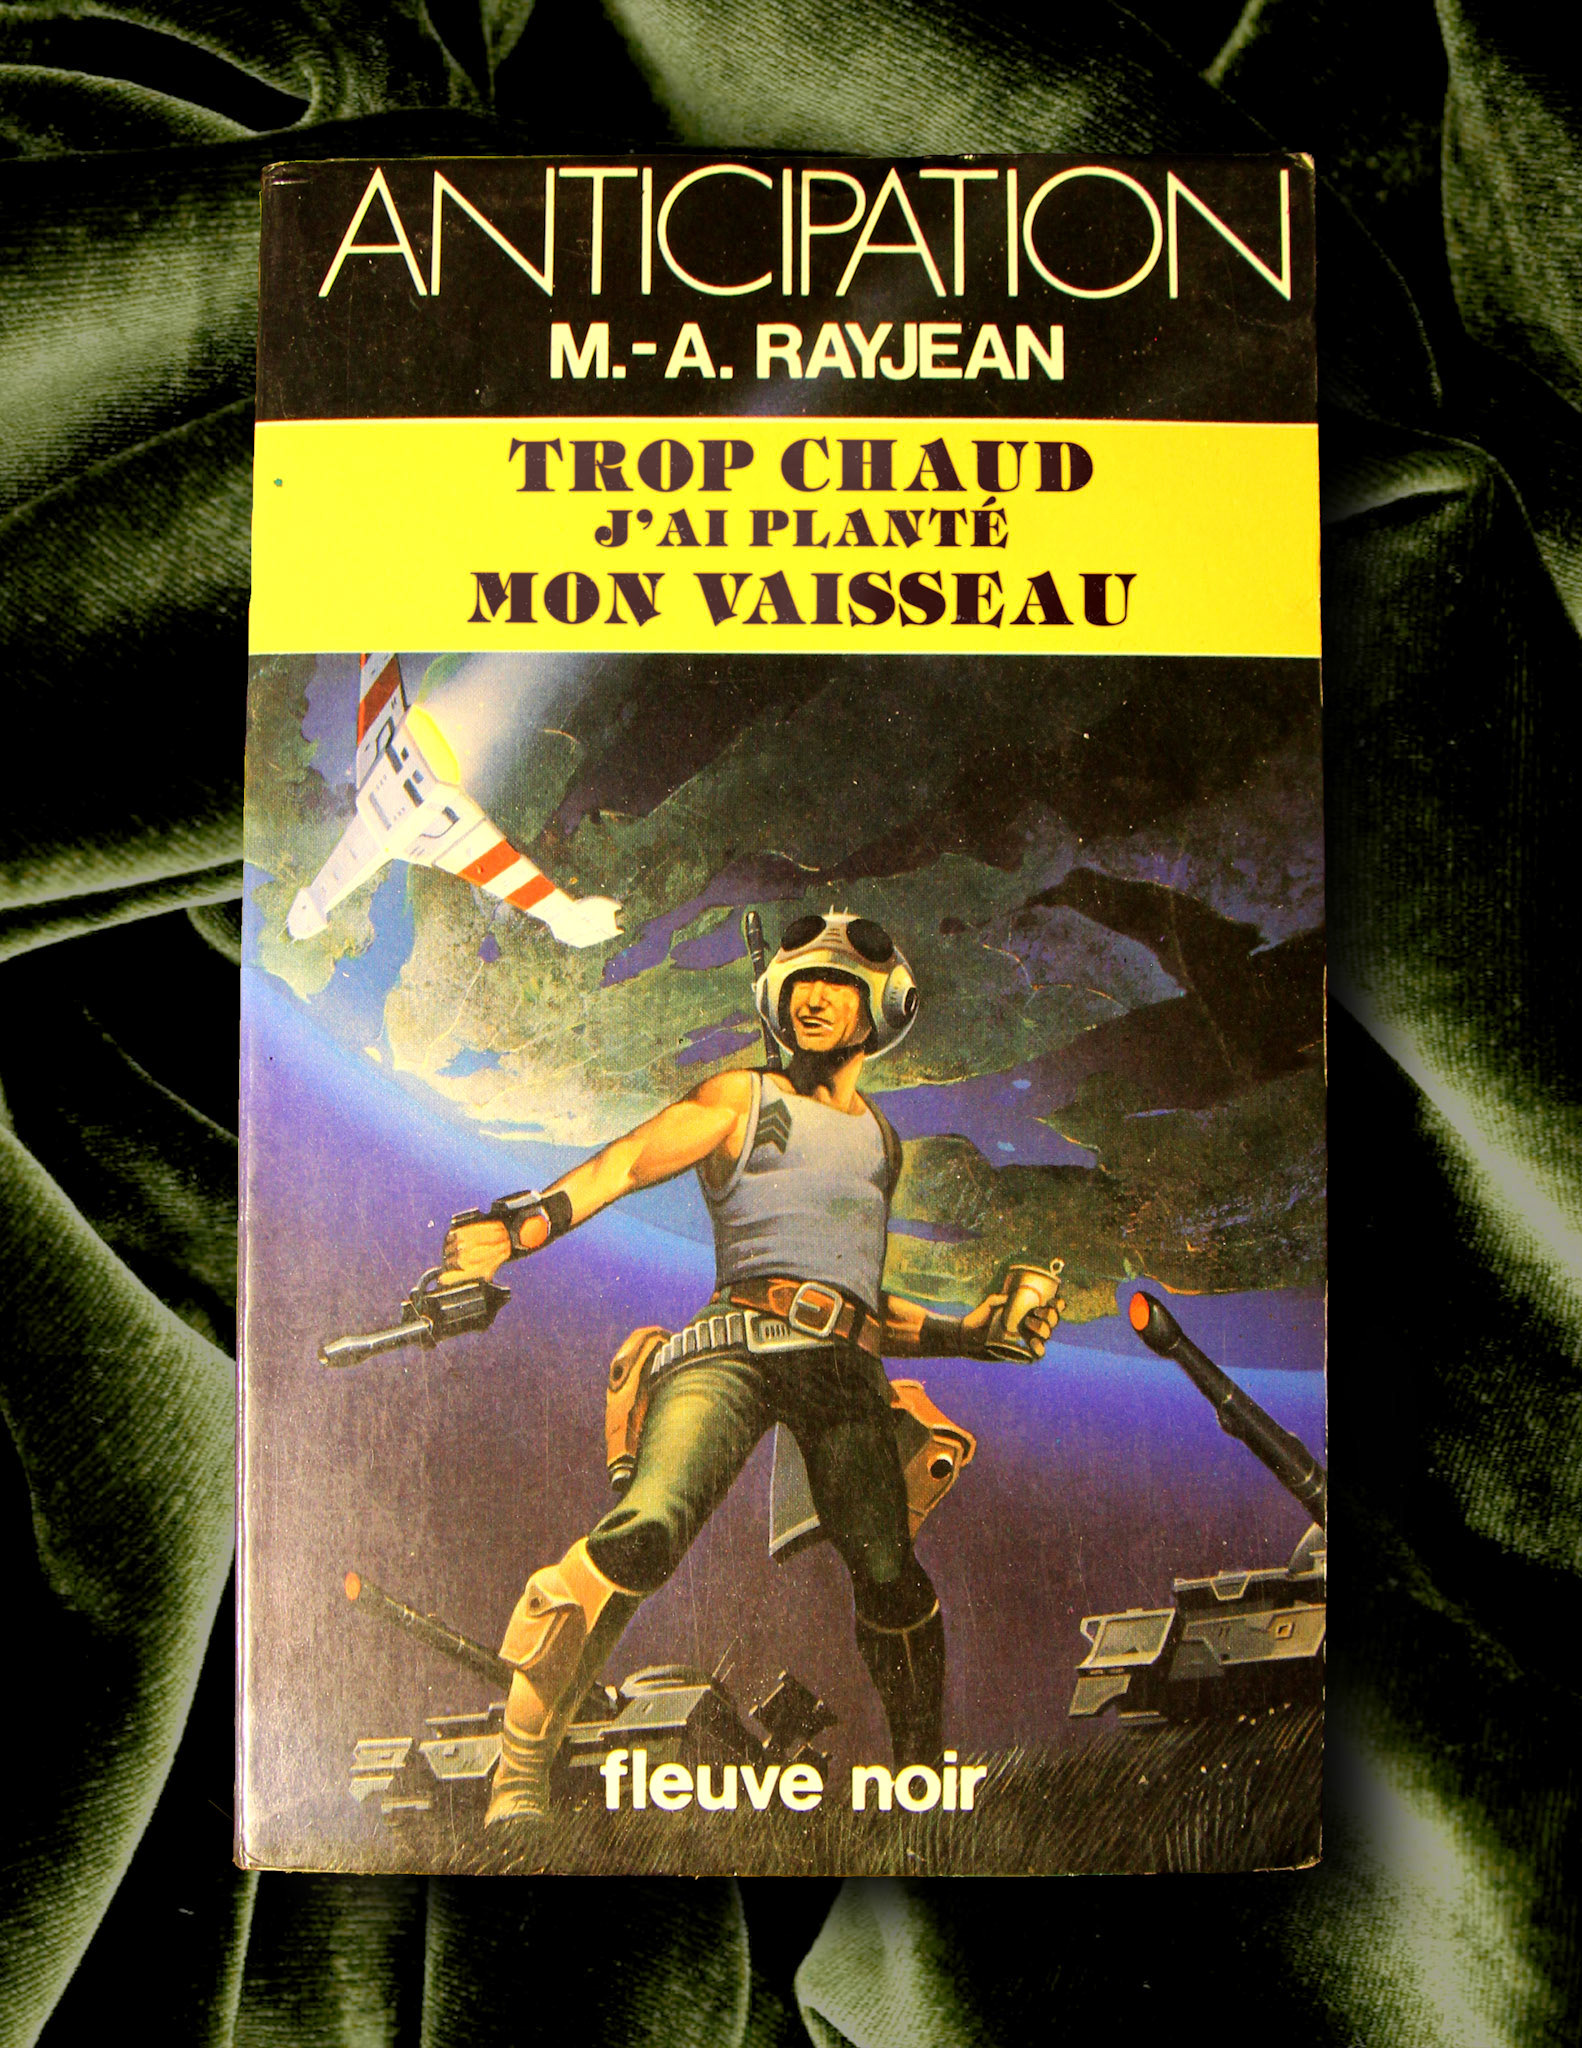 ANTICIPATION
M.-A. RAYJEAN
TROP CHAUD
J'AI PLANTÉ
MON VAISSEAU
fleuve noir